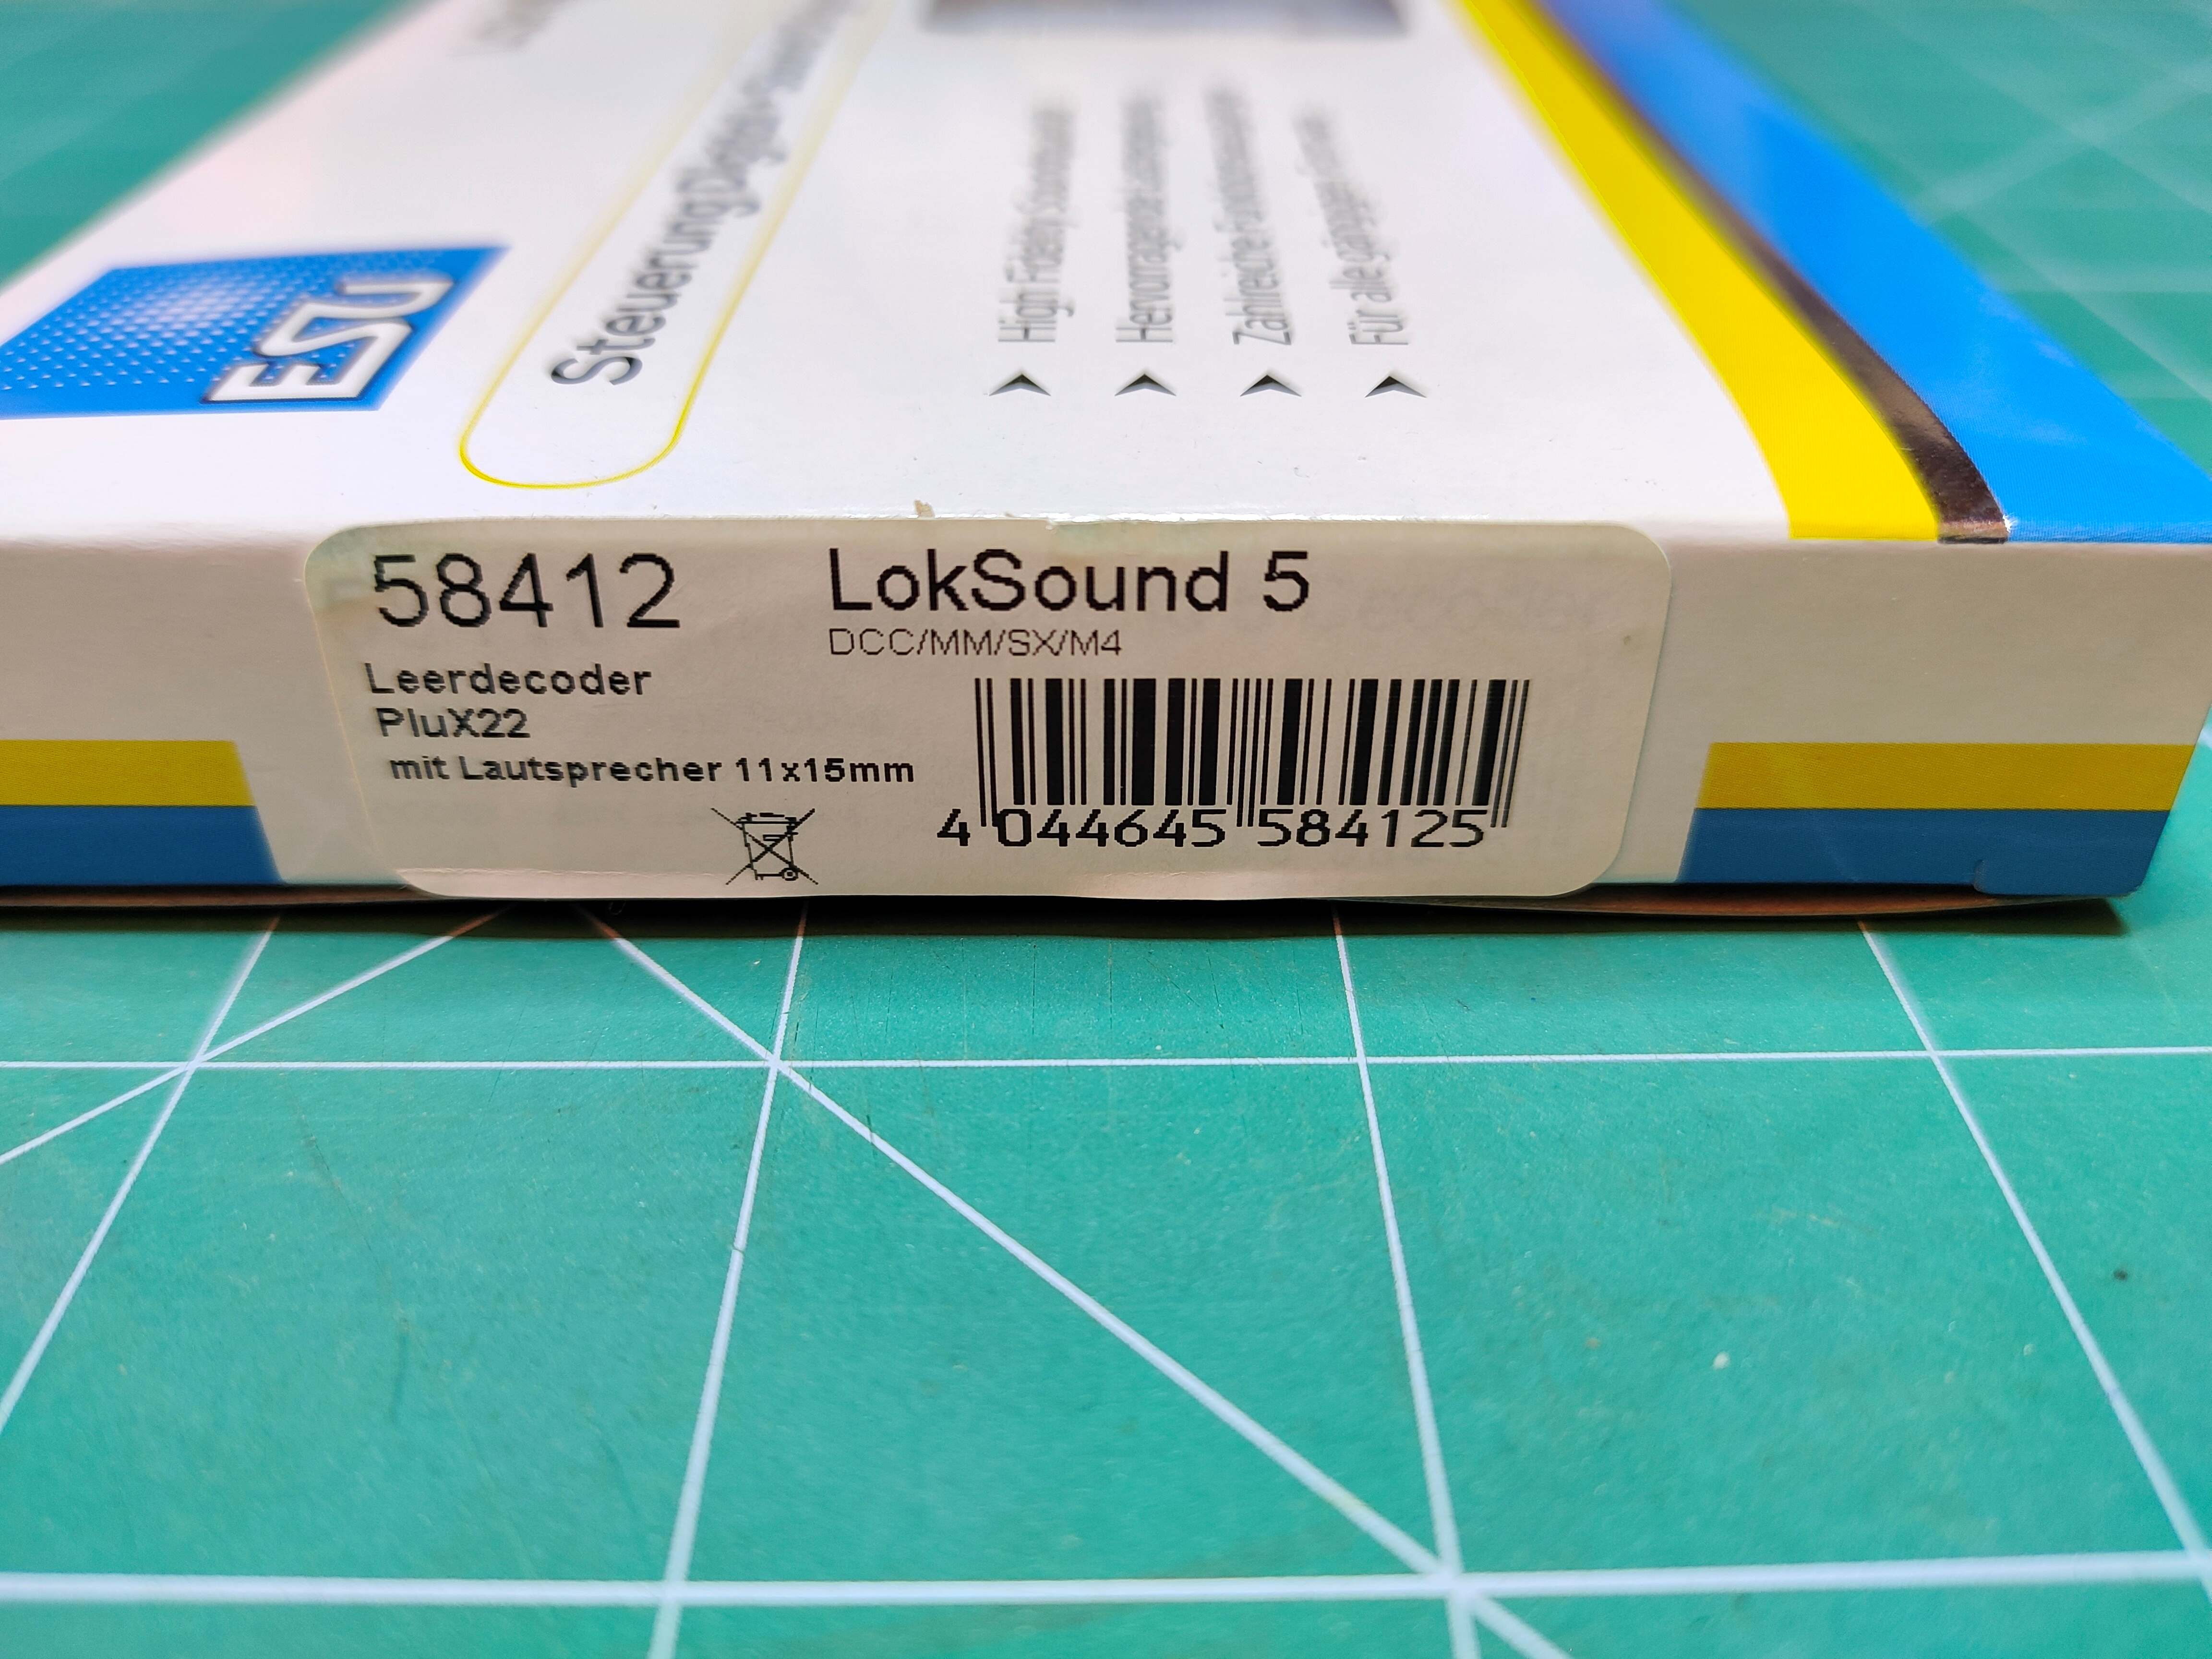 ESU
Steuerung Digital
High Fidelity
Hervorragende
Zahlreiche
Für alle gängigen
58412
LokSound 5
DCC/MM/SX/M4
Leerdecoder
PluX22
mit Lautsprecher 11x15mm
4 044645 584125